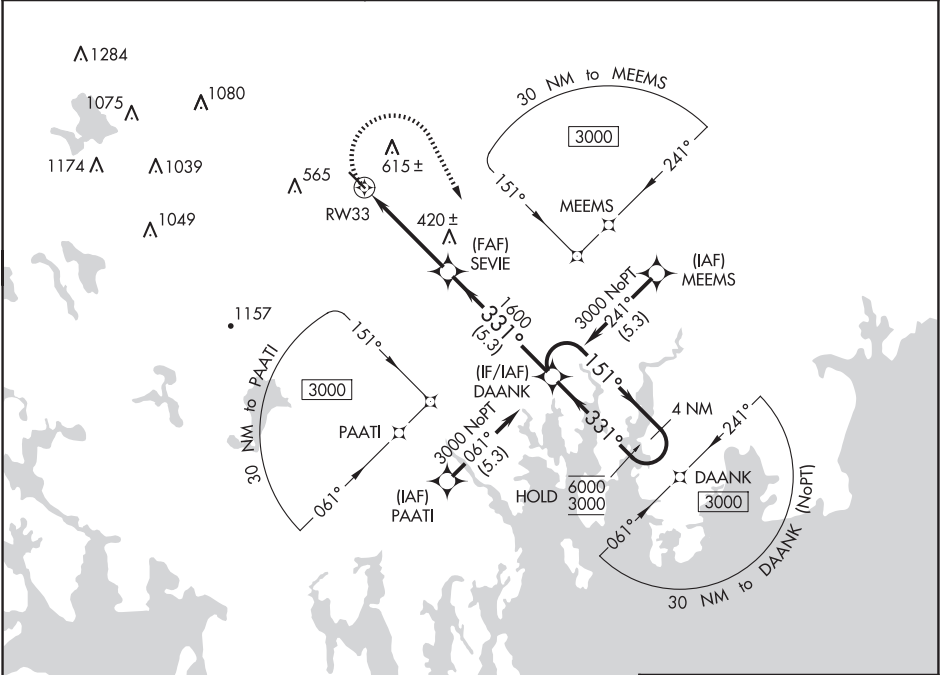 1284
1075
1080
1174
1039
1049
565
615 ±
RW33
420 ±
(FAF)
SEVIE
30 NM to MEEMS
3000
151°
241°
MEEMS
(IAF)
MEEMS
3000 NoPT
241°
(5.3)
1600
331°
(5.3)
1157
30 NM to PAATI
151°
3000
PAATI
061°
(IF/IAF)
DAANK
151°
331°
4 NM
3000 NoPT
061°
(5.3)
(IAF)
PAATI
HOLD
6000
3000
241°
DAANK
3000
061°
30 NM to DAANK (NoPT)